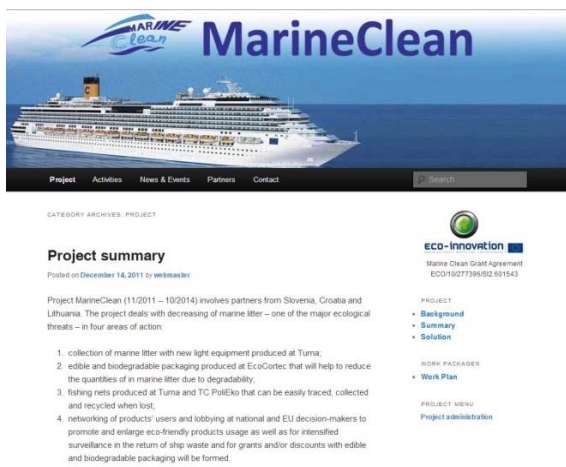 MARINE
Clean
MarineClean
C
Project Activities News & Events Partners Contact
Search
CATEGORY ARCHIVES: PROJECT
Project summary
Posted on December 14, 2011 by webmaster
Project MarineClean (11/2011 – 10/2014) involves partners from Slovenia, Croatia and
Lithuania. The project deals with decreasing of marine litter – one of the major ecological
threats – in four areas of action:
1. collection of marine litter with new light equipment produced at Turna;
2. edible and biodegradable packaging produced at EcoCortec that will help to reduce
the quantities of in marine litter due to degradability;
3. fishing nets produced at Turna and TC PoliEko that can be easily traced, collected
and recycled when lost;
4. networking of products' users and lobbying at national and EU decision-makers to
promote and enlarge eco-friendly products usage as well as for intensified
surveillance in the return of ship waste and for grants and/or discounts with edible
and biodegradable packaging will be formed.
eco-innovation
Marine Clean Grant Agreement
ECO/10/277386/SI2.601543
PROJECT
• Background
• Summary
• Solution
WORK PACKAGES
• Work Plan
PROJECT MENU
Project administration